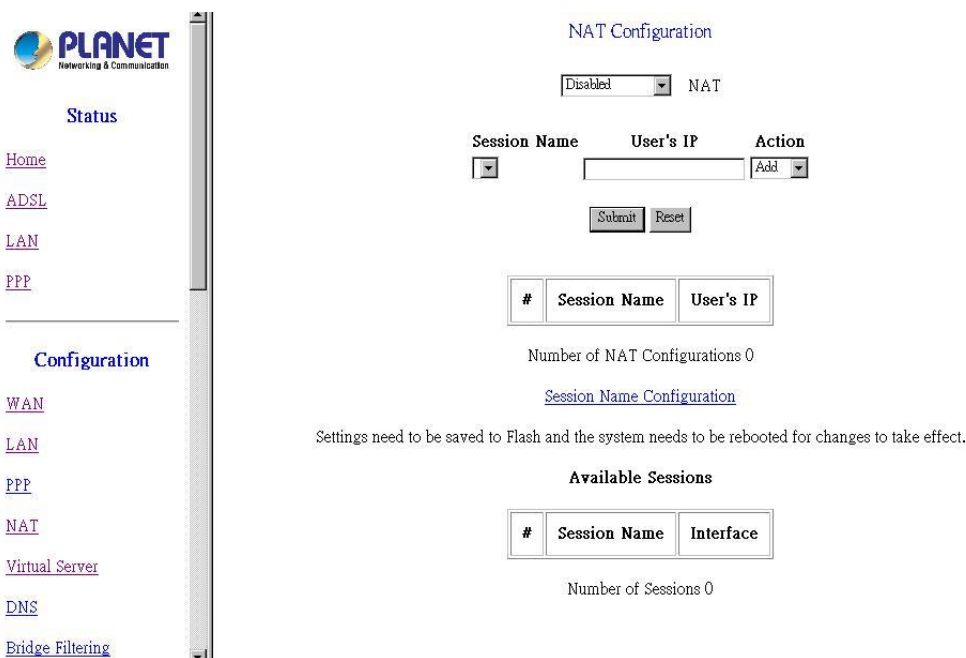 PLANET
Networking & Communication
Status
Home
ADSL
LAN
PPP
Configuration
WAN
LAN
PPP
NAT
Virtual Server
DNS
Bridge Filtering
NAT Configuration
Disabled NAT
Session Name User's IP Action
Add
Submit Reset
# Session Name User's IP
Number of NAT Configurations 0
Session Name Configuration
Settings need to be saved to Flash and the system needs to be rebooted for changes to take effect.
Available Sessions
# Session Name Interface
Number of Sessions 0